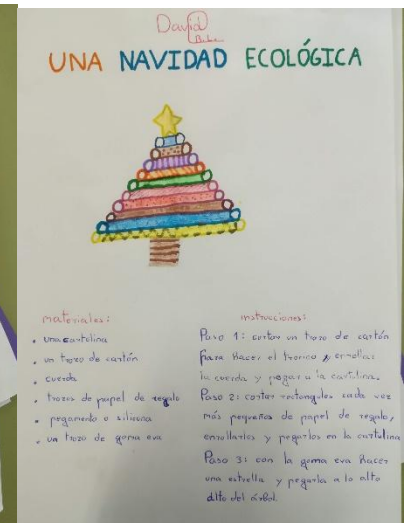 David
UNA NAVIDAD ECOLÓGICA
materiales:
• una cartolina
• un trozo de cartón
• cuerda
• trozos de papel de regalo
• pegamento o silicona
• un trozo de goma eva
instrucciones:
Paso 1: cortar un trozo de cartón
para hacer el tronco y enrollar
la cuerda y pegar a la cartulina.
Paso 2: cortar rectangulos cada vez
más pequeños de papel de regalo,
enrollarlos y pegarlos en la cartulina
Paso 3: con la goma eva hacer
una estrella y pegarla a lo alto
alto del árbol.